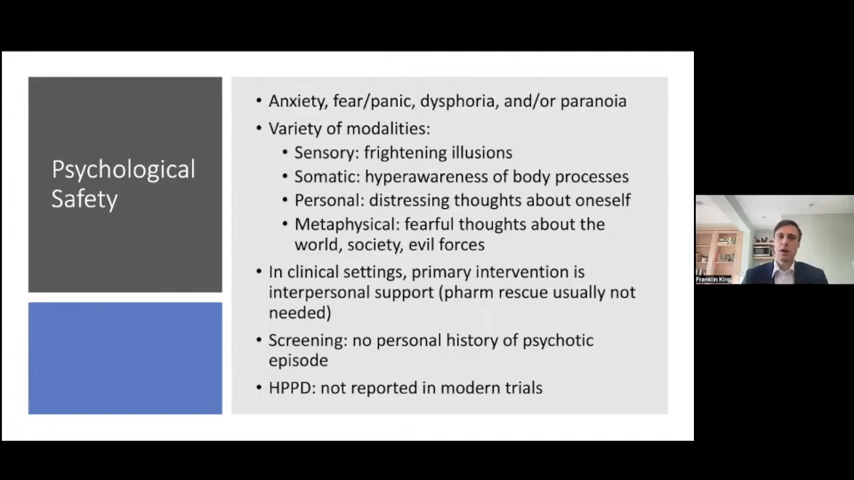 Psychological
Safety
• Anxiety, fear/panic, dysphoria, and/or paranoia
• Variety of modalities:
• Sensory: frightening illusions
• Somatic: hyperawareness of body processes
• Personal: distressing thoughts about oneself
• Metaphysical: fearful thoughts about the
world, society, evil forces
• In clinical settings, primary intervention is
interpersonal support (pharm rescue usually not
needed)
• Screening: no personal history of psychotic
episode
• HPPD: not reported in modern trials
Franklin King